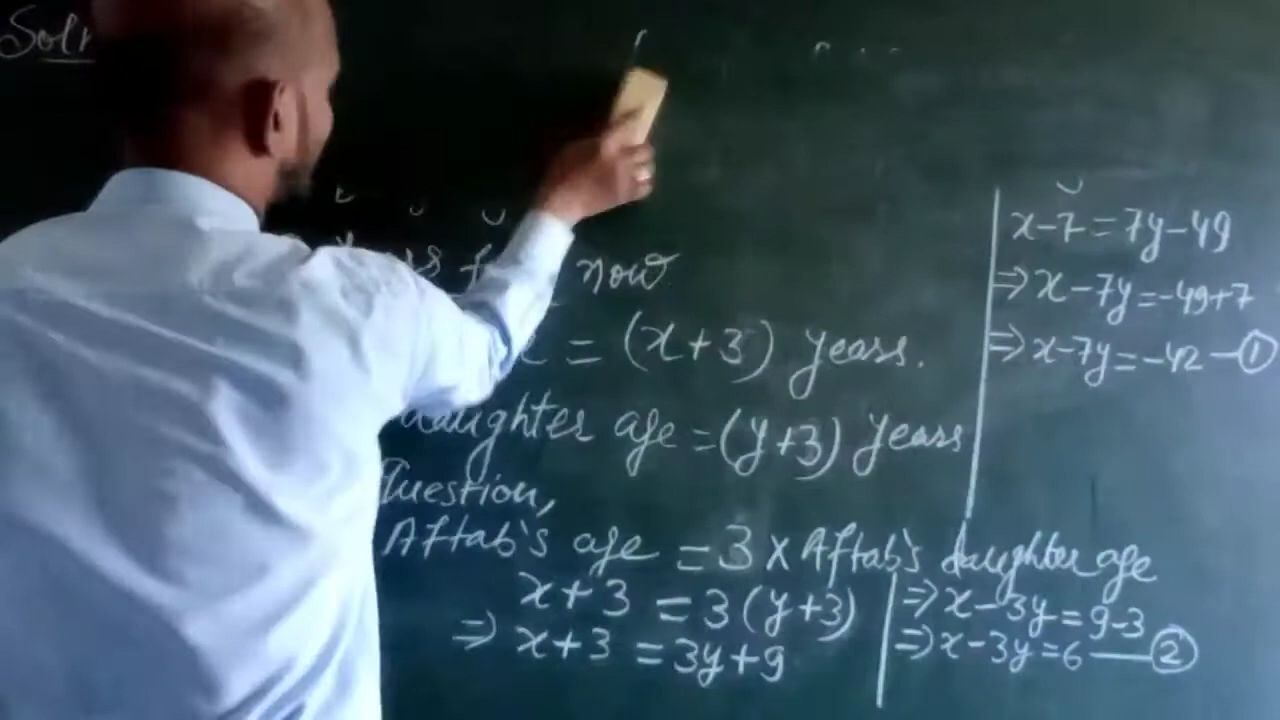 Soln
now
= (x+3) years.
daughter age = (y+3) years
Question,
Aftab's age = 3 × Aftab's daughter age
x+3 = 3(y+3)
⇒ x+3 = 3y+9
x-7 = 7y-49
⇒ x-7y = -49+7
⇒ x-7y = -42 — ①
⇒ x-3y = 9-3
⇒ x-3y = 6 — ②